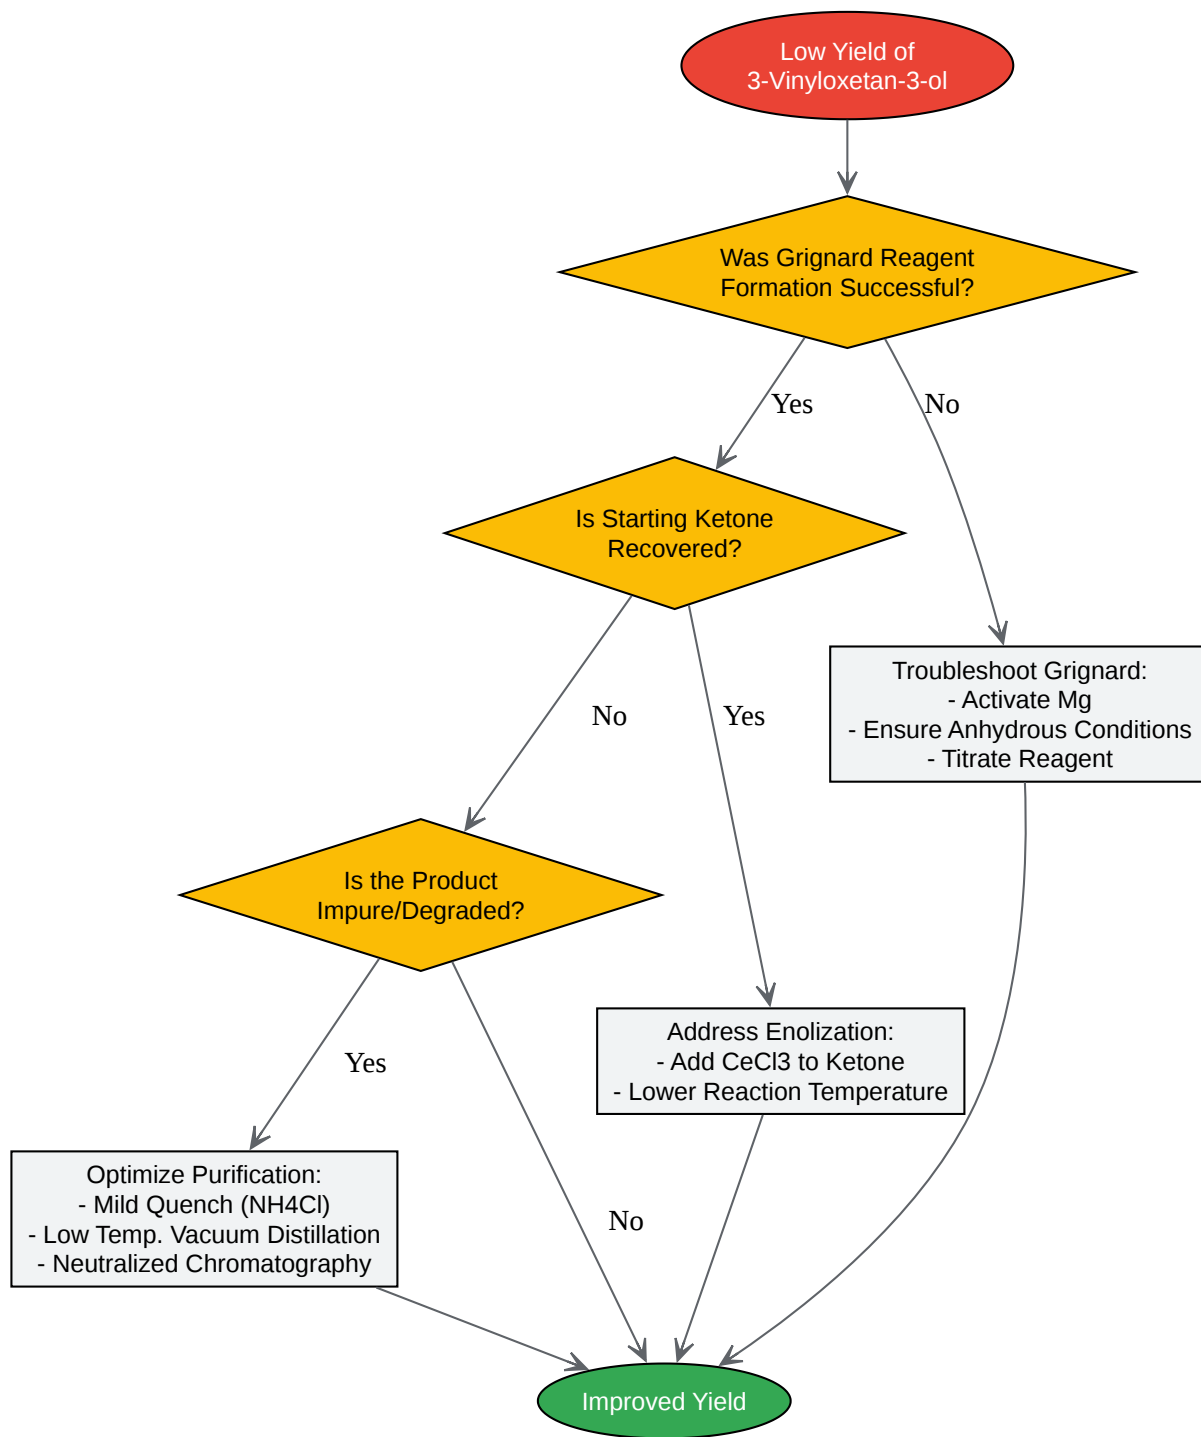 Low Yield of
3-Vinyloxetan-3-ol
Was Grignard Reagent
Formation Successful?
Yes
No
Is Starting Ketone
Recovered?
No
Yes
Troubleshoot Grignard:
- Activate Mg
- Ensure Anhydrous Conditions
- Titrate Reagent
Is the Product
Impure/Degraded?
Yes
No
Address Enolization:
- Add CeCl3 to Ketone
- Lower Reaction Temperature
Optimize Purification:
- Mild Quench (NH4Cl)
- Low Temp. Vacuum Distillation
- Neutralized Chromatography
Improved Yield